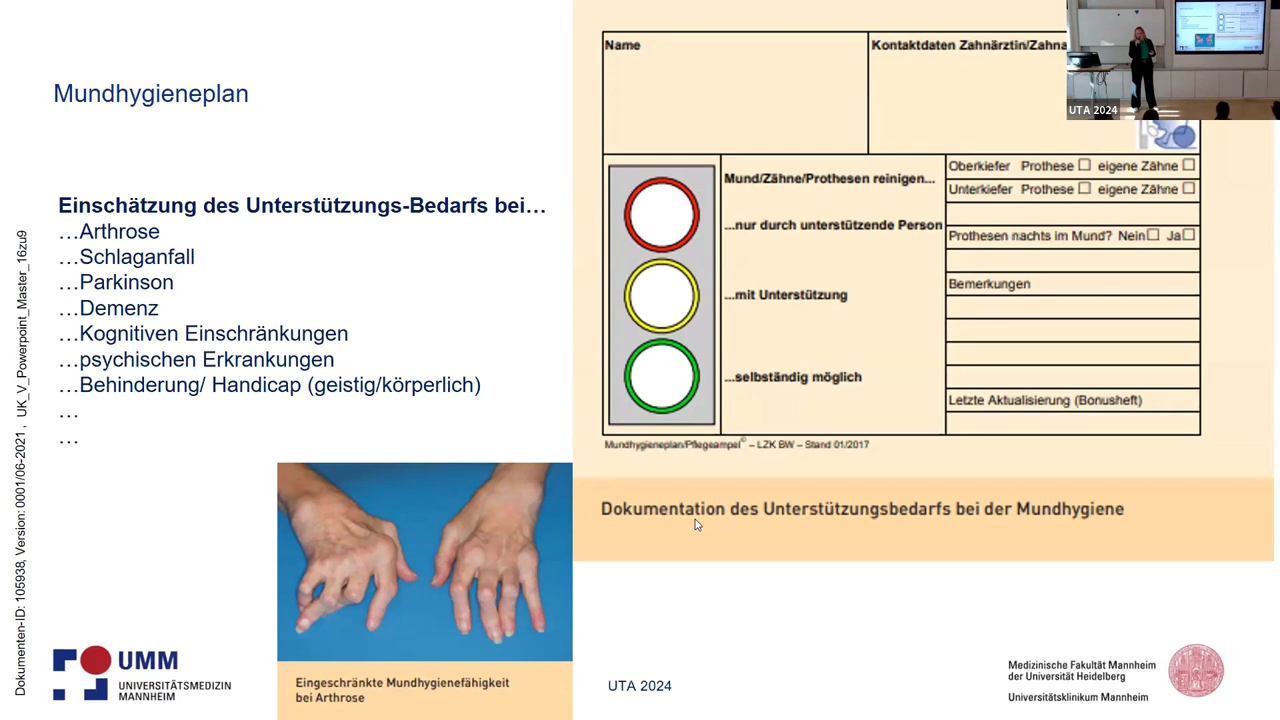 Mundhygieneplan
Einschätzung des Unterstützungs-Bedarfs bei…
…Arthrose
…Schlaganfall
…Parkinson
…Demenz
…Kognitiven Einschränkungen
…psychischen Erkrankungen
…Behinderung/ Handicap (geistig/körperlich)
…
…
Dokumenten-ID: 105938, Version: 0001/06-2021, UK_V_Powerpoint_Master_16zu9
Name
Kontaktdaten Zahnärztin/Zahna
Mund/Zähne/Prothesen reinigen...
...nur durch unterstützende Person
...mit Unterstützung
...selbständig möglich
Oberkiefer Prothese ☐ eigene Zähne ☐
Unterkiefer Prothese ☐ eigene Zähne ☐
Prothesen nachts im Mund? Nein☐ Ja☐
Bemerkungen
Letzte Aktualisierung (Bonusheft)
Mundhygieneplan/Pflegeampel© – LZK BW – Stand 01/2017
Dokumentation des Unterstützungsbedarfs bei der Mundhygiene
UTA 2024
Eingeschränkte Mundhygienefähigkeit
bei Arthrose
UMM
UNIVERSITÄTSMEDIZIN
MANNHEIM
UTA 2024
Medizinische Fakultät Mannheim
der Universität Heidelberg
Universitätsklinikum Mannheim